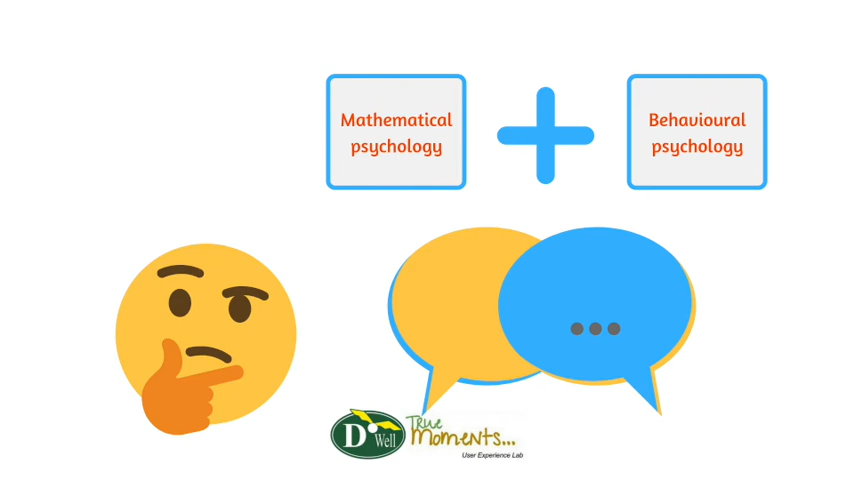 Mathematical
psychology
Behavioural
psychology
D Well
True
Moments...
User Experience Lab